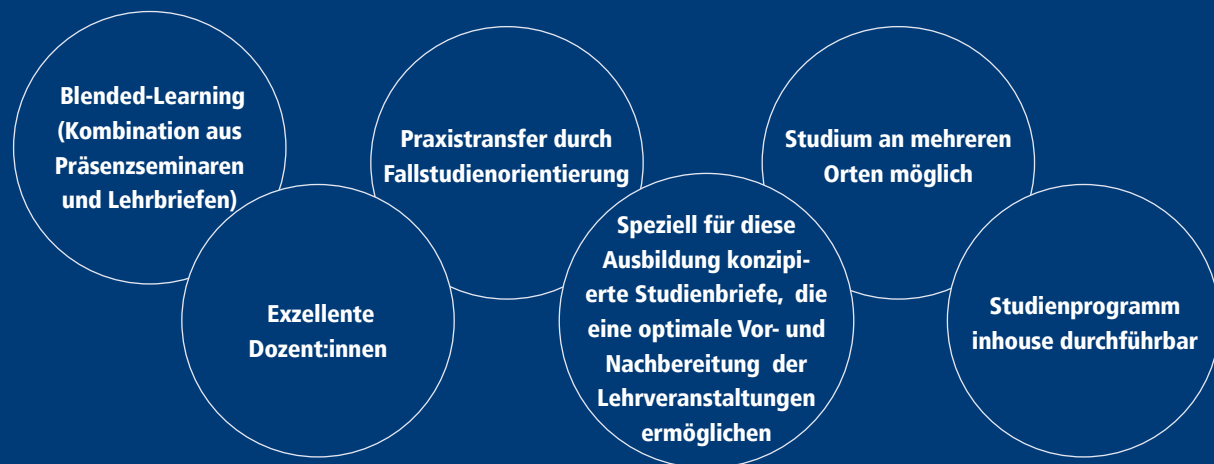 Blended-Learning
(Kombination aus
Präsenzseminaren
und Lehrbriefen)
Exzellente
Dozent:innen
Praxistransfer durch
Fallstudienorientierung
Speziell für diese
Ausbildung konzipi-
erte Studienbriefe, die
eine optimale Vor- und
Nachbereitung der
Lehrveranstaltungen
ermöglichen
Studium an mehreren
Orten möglich
Studienprogramm
inhouse durchführbar